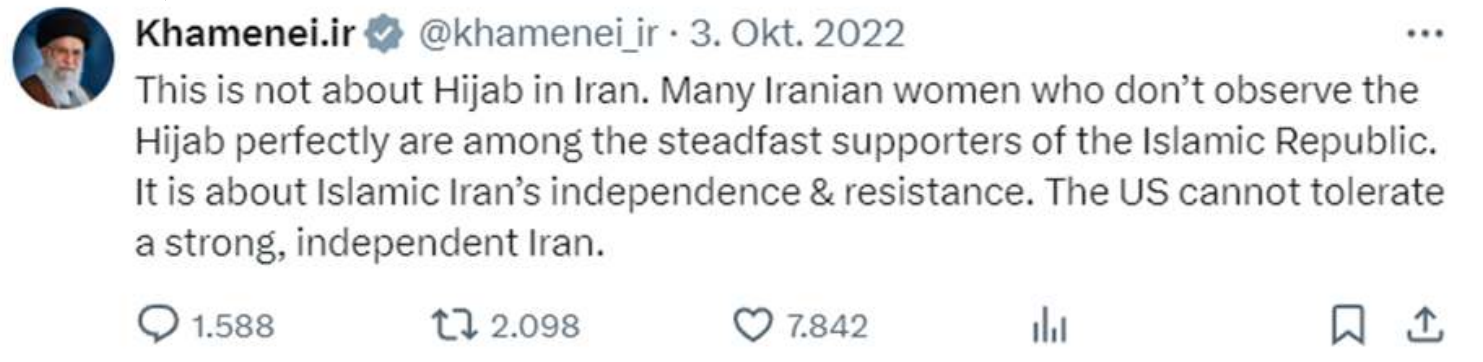 Khamenei.ir @khamenei_ir · 3. Okt. 2022
This is not about Hijab in Iran. Many Iranian women who don’t observe the
Hijab perfectly are among the steadfast supporters of the Islamic Republic.
It is about Islamic Iran’s independence & resistance. The US cannot tolerate
a strong, independent Iran.
1.588 2.098 7.842